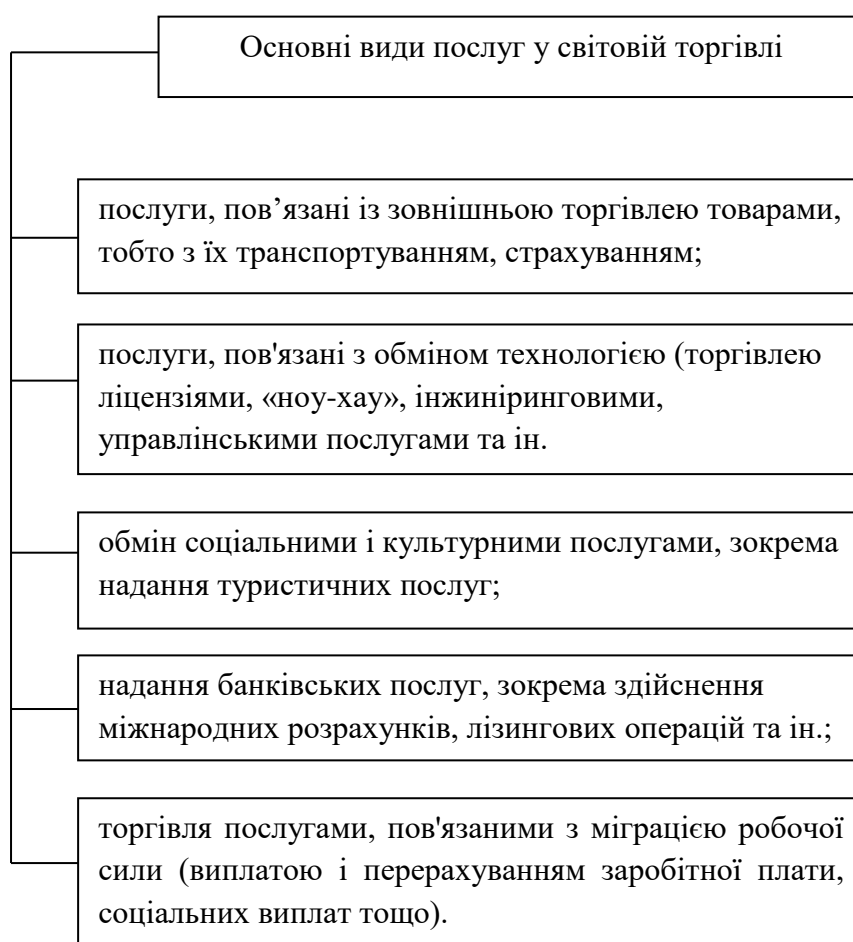 Основні види послуг у світовій торгівлі
послуги, пов’язані із зовнішньою торгівлею товарами,
тобто з їх транспортуванням, страхуванням;
послуги, пов'язані з обміном технологією (торгівлею
ліцензіями, «ноу-хау», інжиніринговими,
управлінськими послугами та ін.
обмін соціальними і культурними послугами, зокрема
надання туристичних послуг;
надання банківських послуг, зокрема здійснення
міжнародних розрахунків, лізингових операцій та ін.;
торгівля послугами, пов'язаними з міграцією робочої
сили (виплатою і перерахуванням заробітної плати,
соціальних виплат тощо).